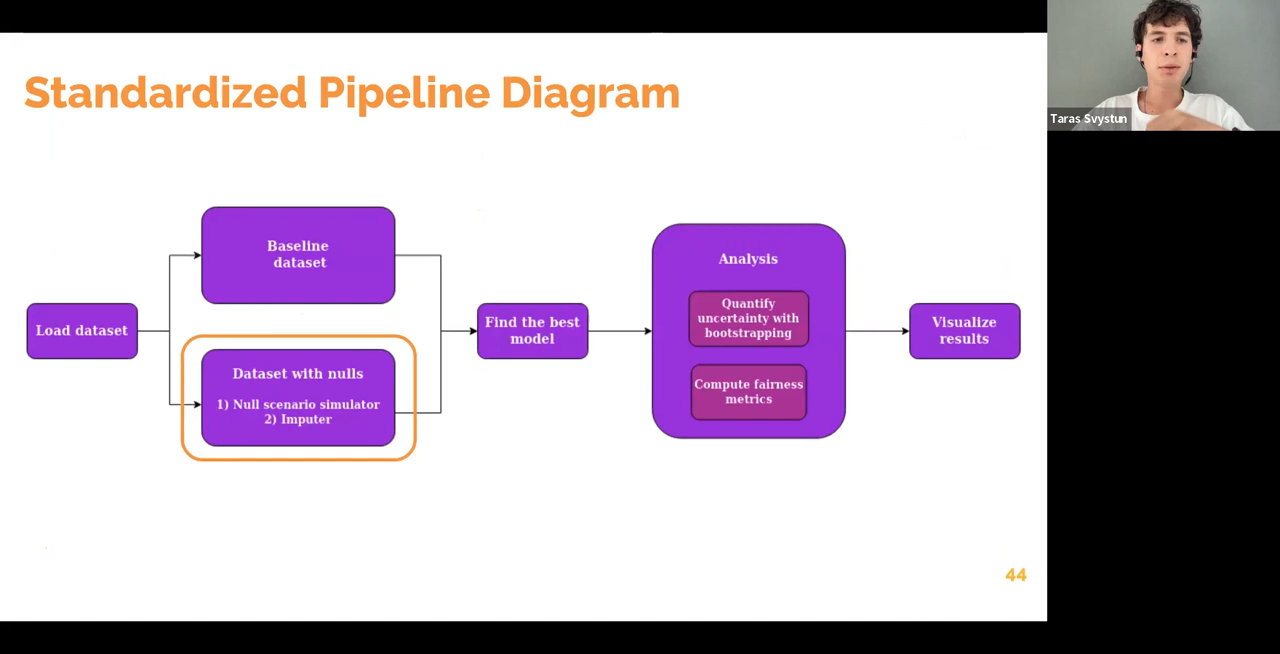 Standardized Pipeline Diagram
Taras Svystun
Load dataset
Baseline
dataset
Dataset with nulls
1) Null scenario simulator
2) Imputer
Find the best
model
Analysis
Quantify
uncertainty with
bootstrapping
Compute fairness
metrics
Visualize
results
44